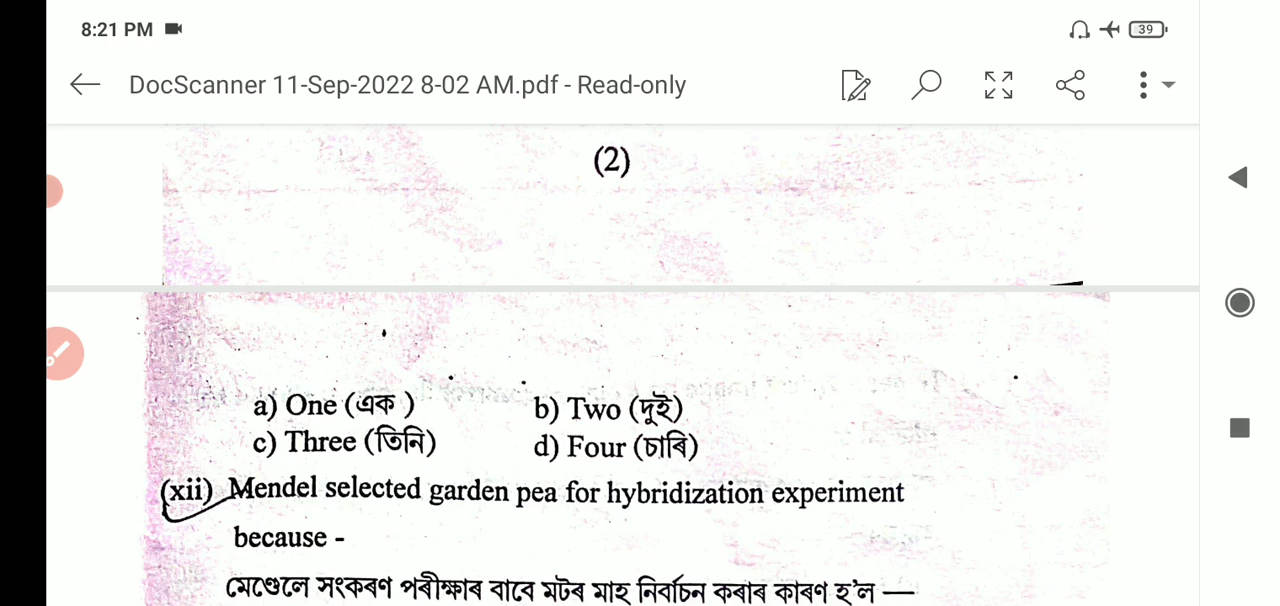 8:21 PM
39
DocScanner 11-Sep-2022 8-02 AM.pdf - Read-only
(2)
a) One (এক )
b) Two (দুই)
c) Three (তিনি)
d) Four (চাৰি)
(xii) Mendel selected garden pea for hybridization experiment
because -
মেণ্ডেলে সংকৰণ পৰীক্ষাৰ বাবে মটৰ মাহ নিৰ্বাচন কৰাৰ কাৰণ হ’ল —